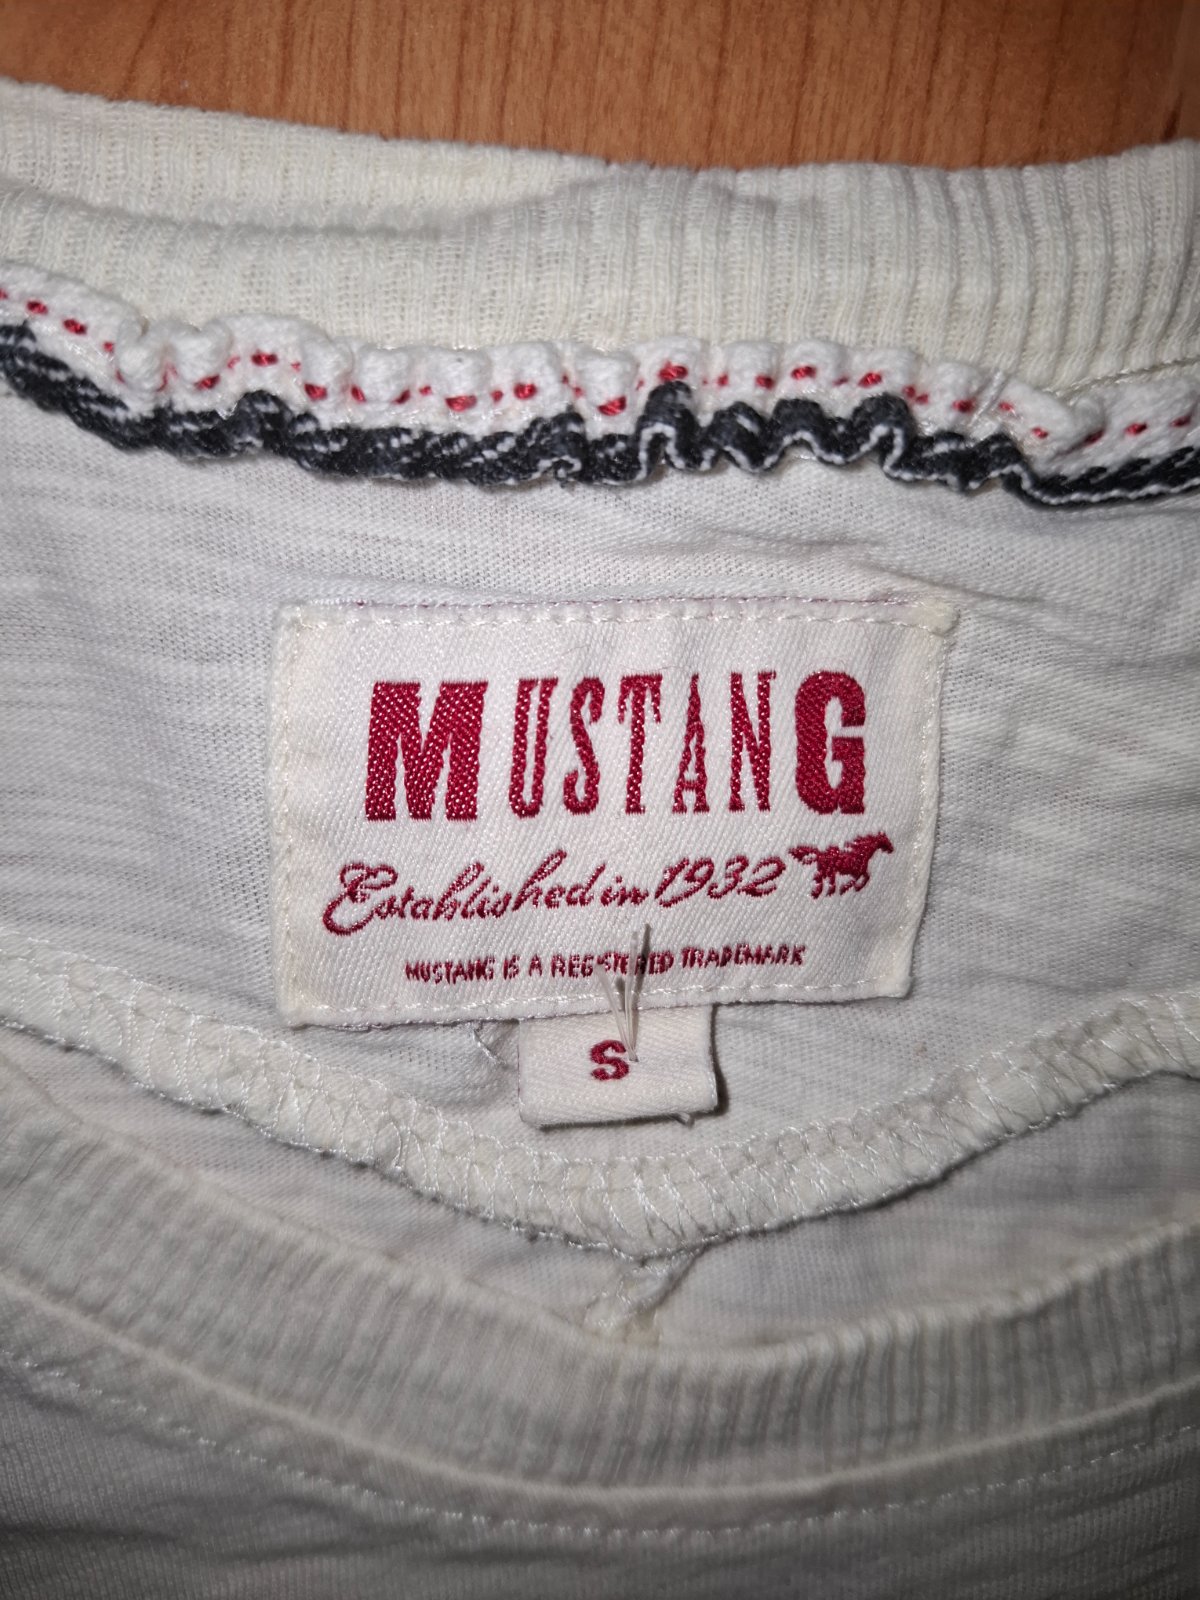 MUSTANG
Established in 1932
MUSTANG IS A REGISTERED TRADEMARK
S